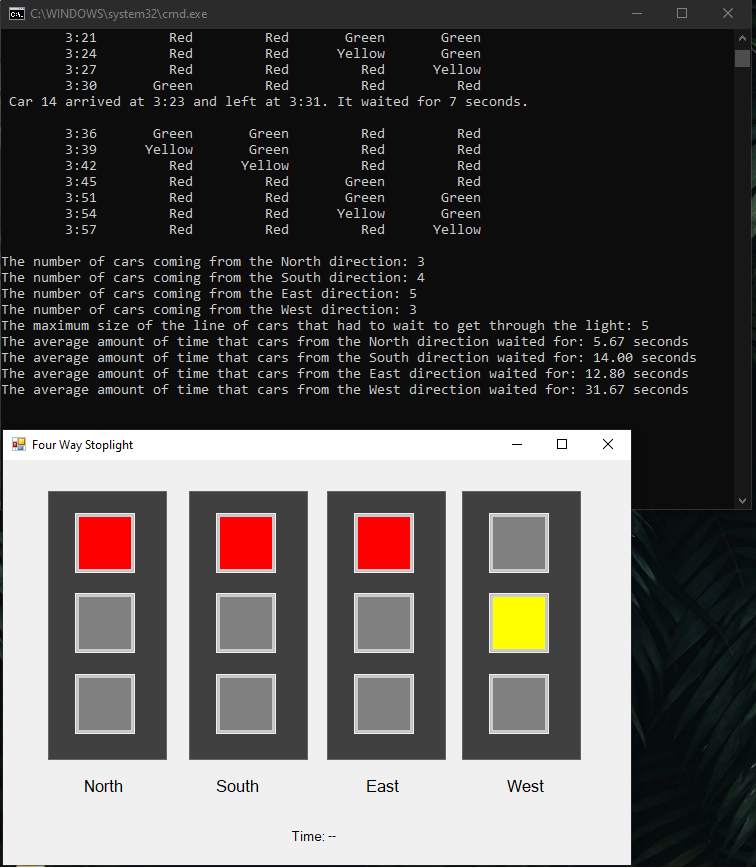 C:\WINDOWS\system32\cmd.exe
3:21 Red Red Green Green
3:24 Red Red Yellow Green
3:27 Red Red Red Yellow
3:30 Green Red Red Red
Car 14 arrived at 3:23 and left at 3:31. It waited for 7 seconds.
3:36 Green Green Red Red
3:39 Yellow Green Red Red
3:42 Red Yellow Red Red
3:45 Red Red Green Red
3:51 Red Red Green Green
3:54 Red Red Yellow Green
3:57 Red Red Red Yellow
The number of cars coming from the North direction: 3
The number of cars coming from the South direction: 4
The number of cars coming from the East direction: 5
The number of cars coming from the West direction: 3
The maximum size of the line of cars that had to wait to get through the light: 5
The average amount of time that cars from the North direction waited for: 5.67 seconds
The average amount of time that cars from the South direction waited for: 14.00 seconds
The average amount of time that cars from the East direction waited for: 12.80 seconds
The average amount of time that cars from the West direction waited for: 31.67 seconds
Four Way Stoplight
North South East West
Time: --